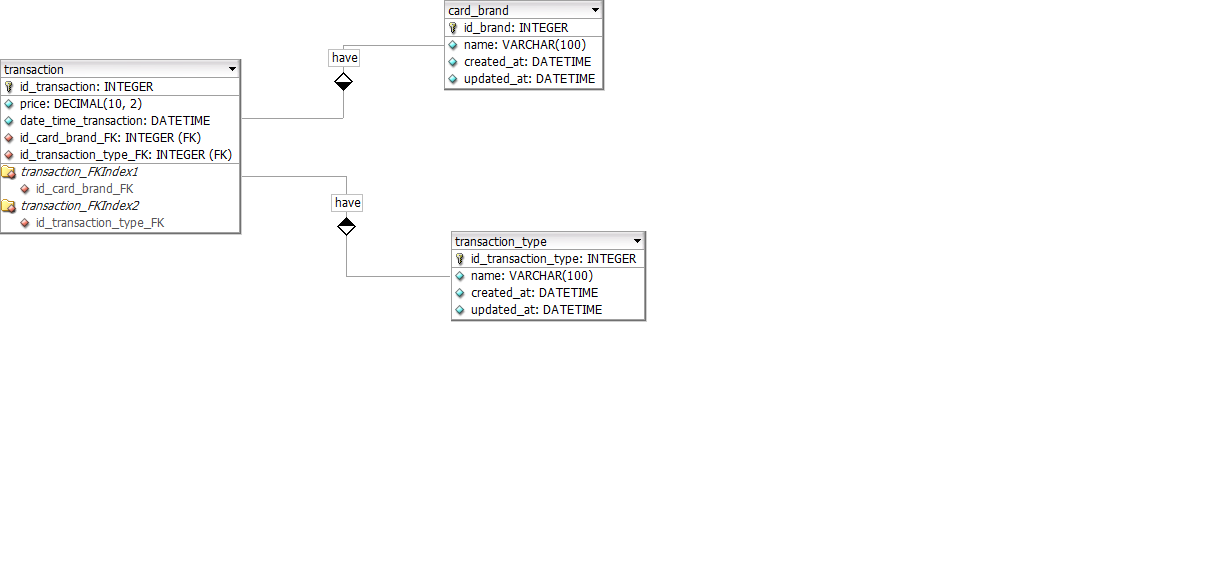 card_brand
id_brand: INTEGER
name: VARCHAR(100)
created_at: DATETIME
updated_at: DATETIME
have
transaction
id_transaction: INTEGER
price: DECIMAL(10, 2)
date_time_transaction: DATETIME
id_card_brand_FK: INTEGER (FK)
id_transaction_type_FK: INTEGER (FK)
transaction_FKIndex1
id_card_brand_FK
transaction_FKIndex2
id_transaction_type_FK
have
transaction_type
id_transaction_type: INTEGER
name: VARCHAR(100)
created_at: DATETIME
updated_at: DATETIME